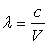 λ = c / V